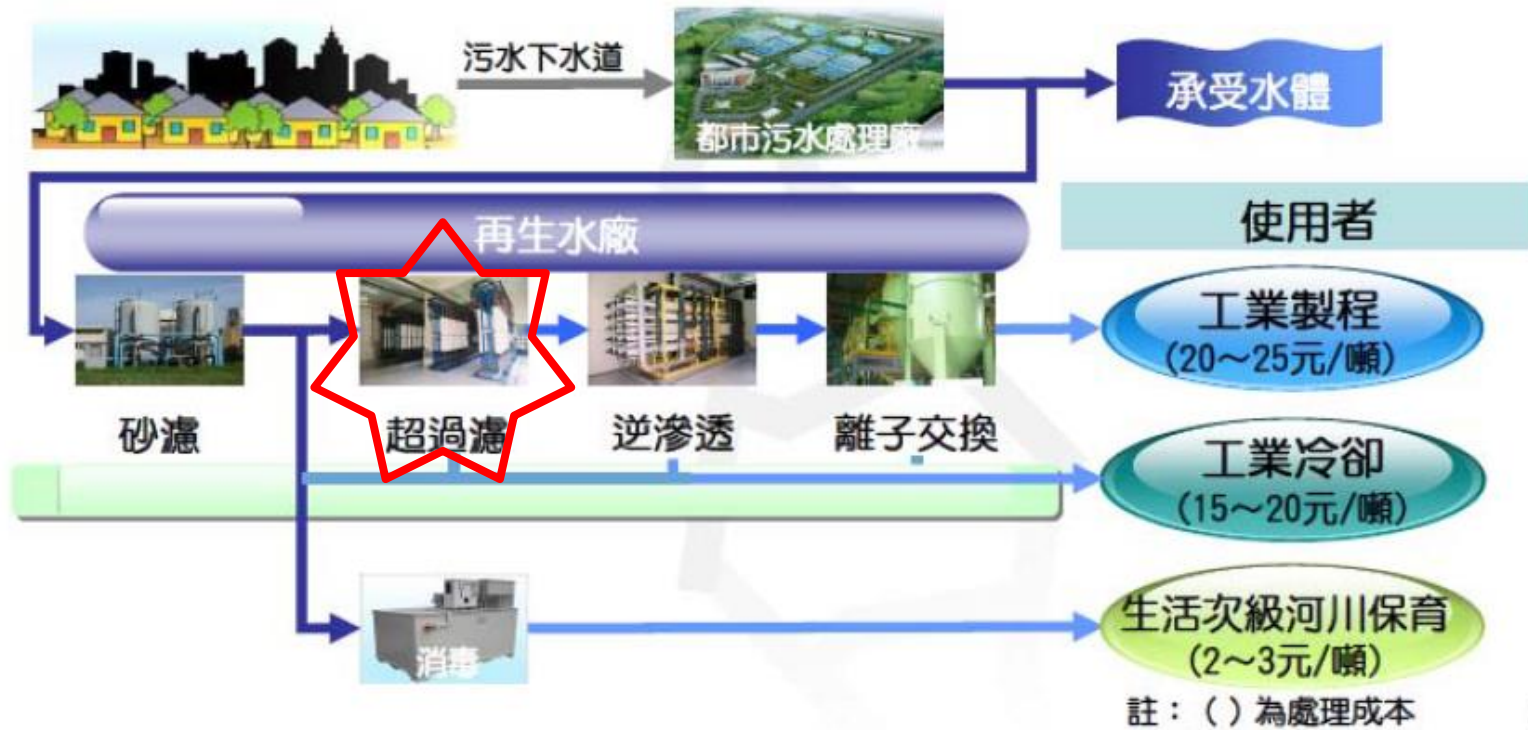 污水下水道
都市污水處理廠
承受水體
再生水廠
使用者
砂濾
超過濾
逆滲透
離子交換
工業製程
(20～25元/噸)
工業冷卻
(15～20元/噸)
消毒
生活次級河川保育
(2～3元/噸)
註：（）為處理成本